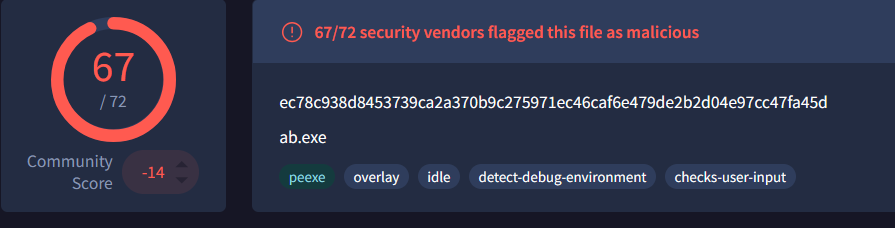 67
/ 72
Community
Score
-14
67/72 security vendors flagged this file as malicious
ec78c938d8453739ca2a370b9c275971ec46caf6e479de2b2d04e97cc47fa45d
ab.exe
peexe overlay idle detect-debug-environment checks-user-input